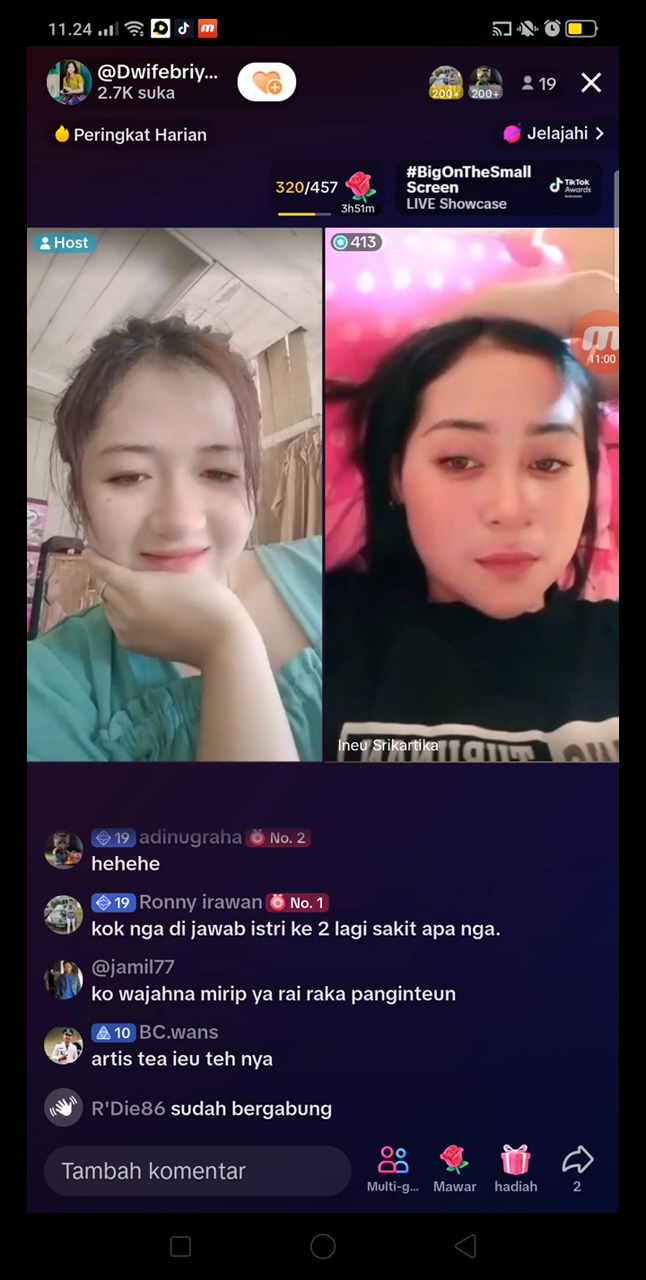 11.24
@Dwifebriy...
2.7K suka
200+
200+
19
Peringkat Harian
Jelajahi
320/457
3h51m
#BigOnTheSmall
Screen
LIVE Showcase
TikTok
Awards
Host
413
11:00
Ineu Srikartika
19 adinugraha No. 2
hehehe
19 Ronny irawan No. 1
kok nga di jawab istri ke 2 lagi sakit apa nga.
@jamil77
ko wajahna mirip ya rai raka panginteun
10 BC.wans
artis tea ieu teh nya
R'Die86 sudah bergabung
Tambah komentar
Multi-g...
Mawar
hadiah
2